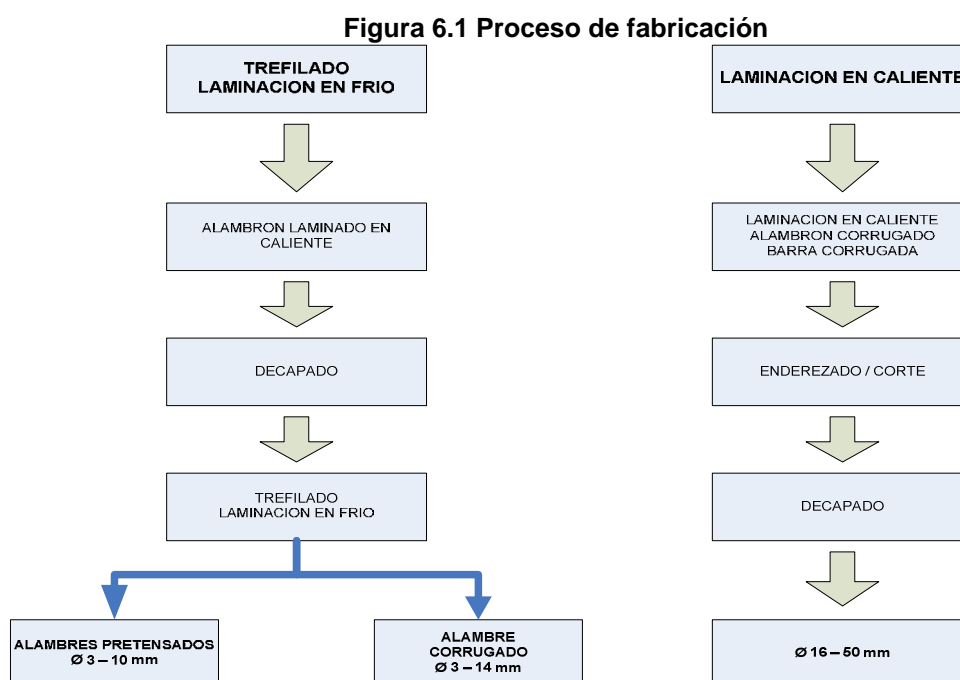 Figura 6.1 Proceso de fabricación
TREFILADO
LAMINACION EN FRIO
ALAMBRON LAMINADO EN
CALIENTE
DECAPADO
TREFILADO
LAMINACION EN FRIO
ALAMBRES PRETENSADOS
Ø 3 – 10 mm
ALAMBRE
CORRUGADO
Ø 3 – 14 mm
LAMINACION EN CALIENTE
LAMINACION EN CALIENTE
ALAMBRON CORRUGADO
BARRA CORRUGADA
ENDEREZADO / CORTE
DECAPADO
Ø 16 – 50 mm